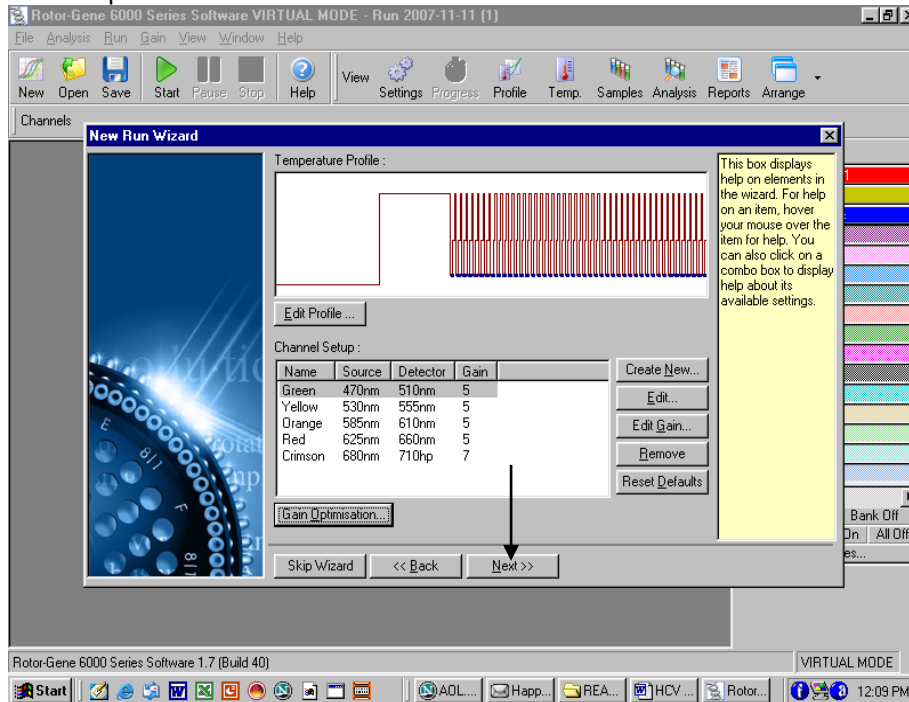 Rotor-Gene 6000 Series Software VIRTUAL MODE - Run 2007-11-11 (1)
File Analysis Run Gain View Window Help
New Open Save Start Pause Stop Help View Settings Progress Profile Temp. Samples Analysis Reports Arrange
Channels
New Run Wizard
Temperature Profile :
This box displays
help on elements in
the wizard. For help
on an item, hover
your mouse over the
item for help. You
can also click on a
combo box to display
help about its
available settings.
Edit Profile ...
Channel Setup :
Name Source Detector Gain
Green 470nm 510nm 5
Yellow 530nm 555nm 5
Orange 585nm 610nm 5
Red 625nm 660nm 5
Crimson 680nm 710hp 7
Create New...
Edit...
Edit Gain...
Remove
Reset Defaults
Gain Optimisation...
Skip Wizard << Back Next >>
Bank Off
On All Off
es...
Rotor-Gene 6000 Series Software 1.7 (Build 40) VIRTUAL MODE
Start AOL... Happ... REA... HCV ... Rotor... 12:09 PM